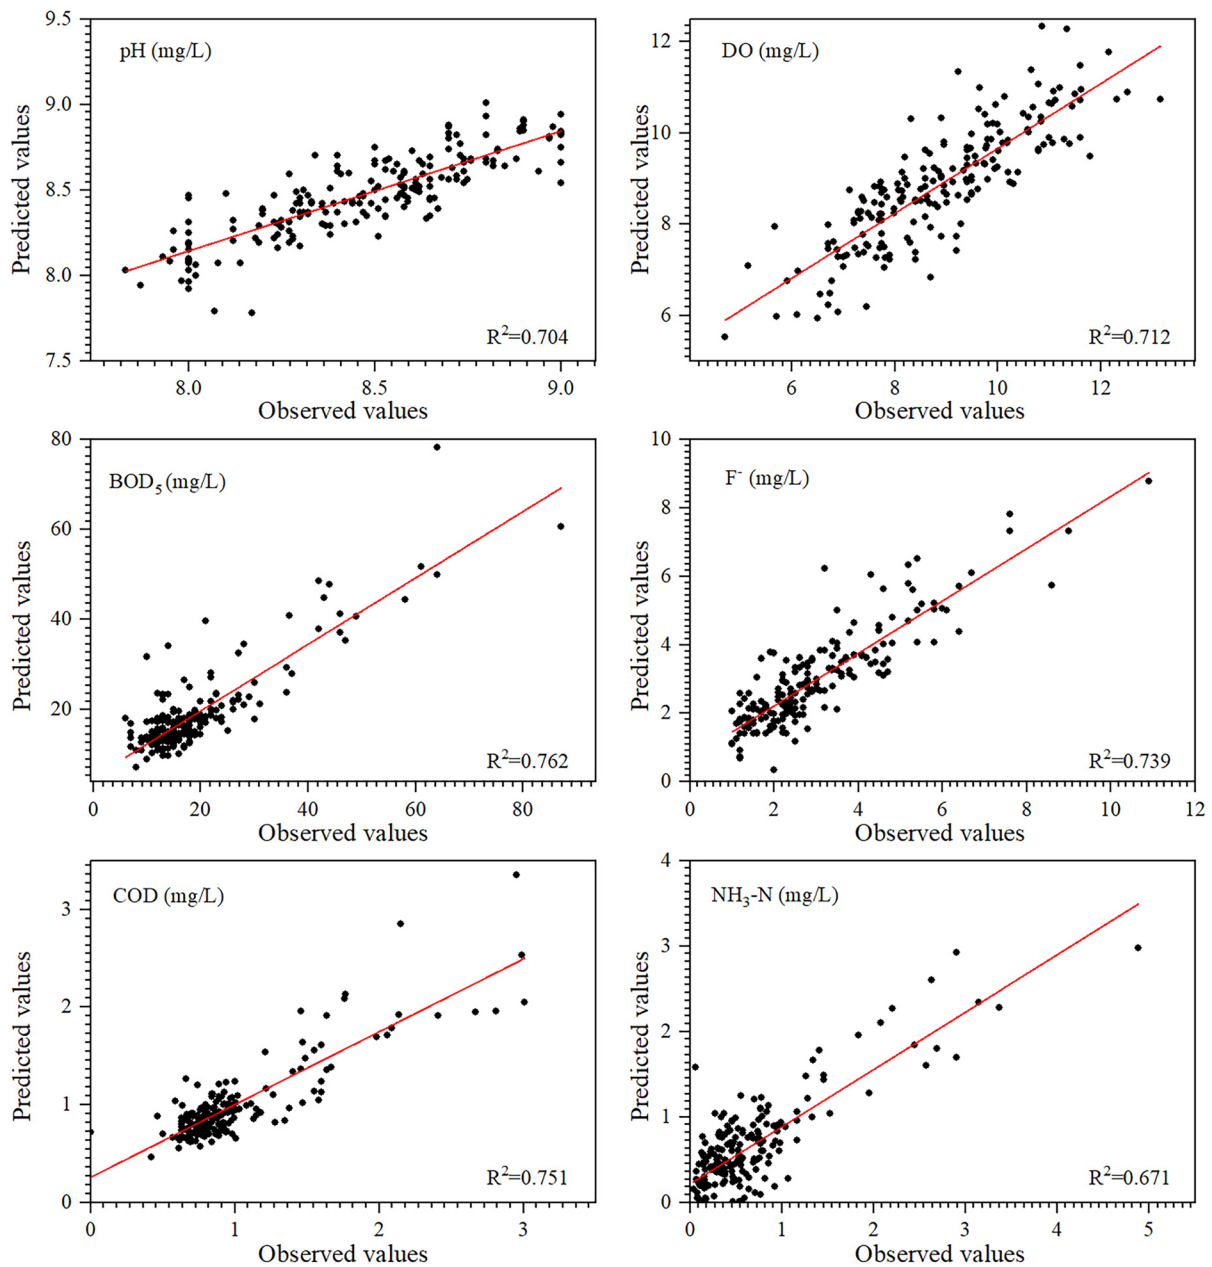 pH (mg/L)
Predicted values
9.5
9.0
8.5
8.0
7.5
R²=0.704
8.0 8.5 9.0
Observed values
DO (mg/L)
Predicted values
12
10
8
6
R²=0.712
6 8 10 12
Observed values
BOD₅ (mg/L)
Predicted values
80
60
40
20
R²=0.762
0 20 40 60 80
Observed values
F⁻ (mg/L)
Predicted values
10
8
6
4
2
0
R²=0.739
0 2 4 6 8 10 12
Observed values
COD (mg/L)
Predicted values
3
2
1
0
R²=0.751
0 1 2 3
Observed values
NH₃-N (mg/L)
Predicted values
4
3
2
1
0
R²=0.671
0 1 2 3 4 5
Observed values